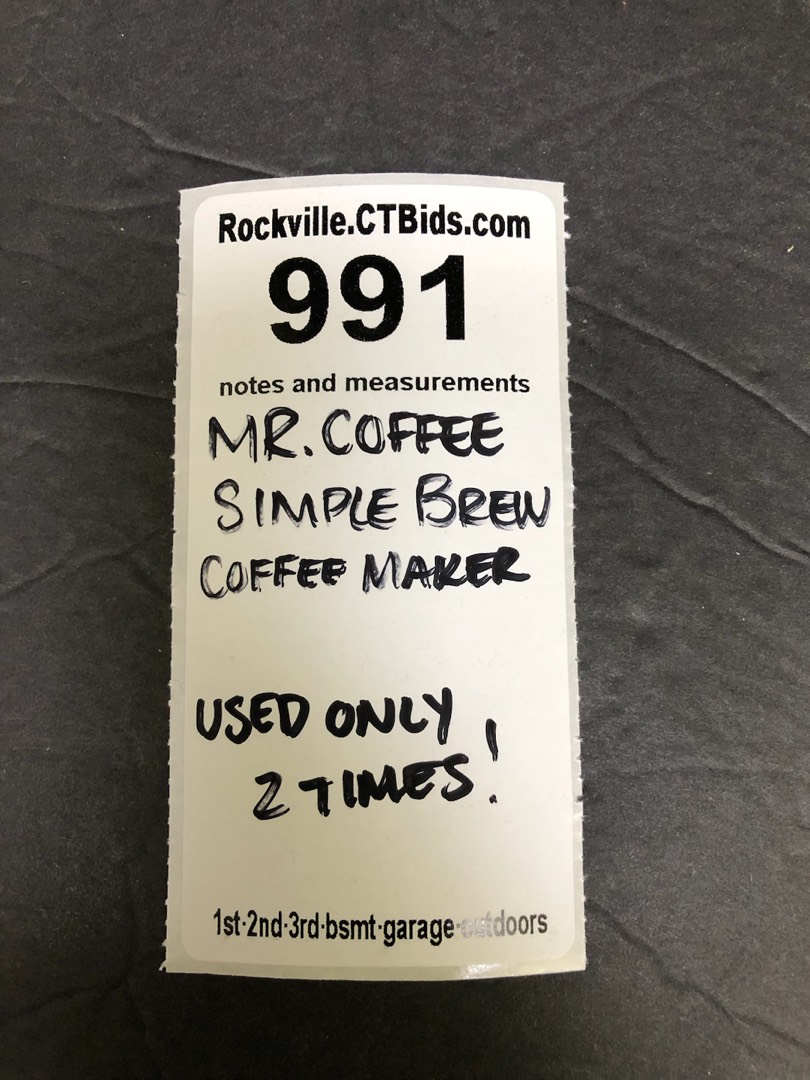 Rockville.CTBids.com
991
notes and measurements
MR. COFFEE
SIMPLE BREW
COFFEE MAKER
USED ONLY
2 TIMES!
1st·2nd·3rd·bsmt·garage·outdoors